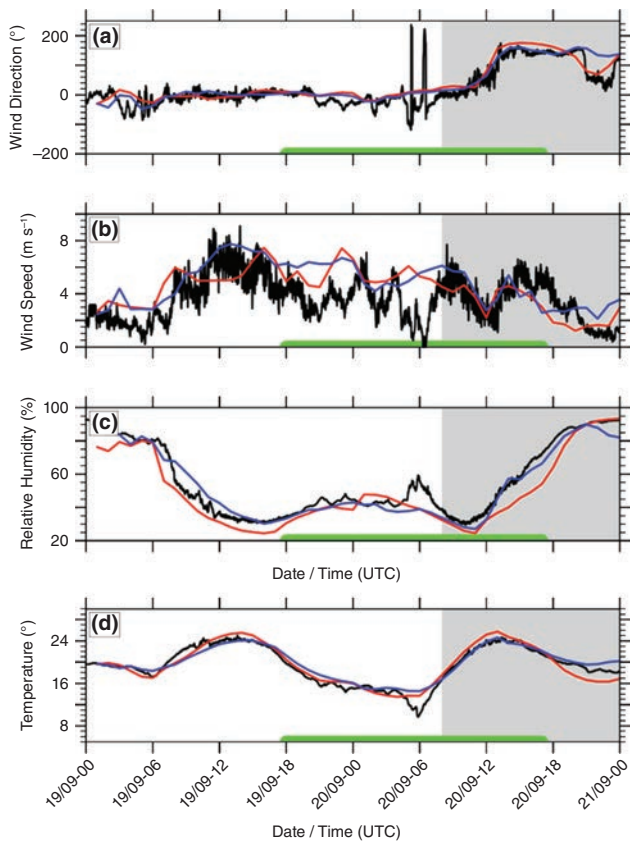 (a)
Wind Direction (°)
200
0
–200
(b)
Wind Speed (m s⁻¹)
8
4
0
(c)
Relative Humidity (%)
100
60
20
Date / Time (UTC)
(d)
Temperature (°)
24
16
8
19/09-00
19/09-06
19/09-12
19/09-18
20/09-00
20/09-06
20/09-12
20/09-18
21/09-00
Date / Time (UTC)